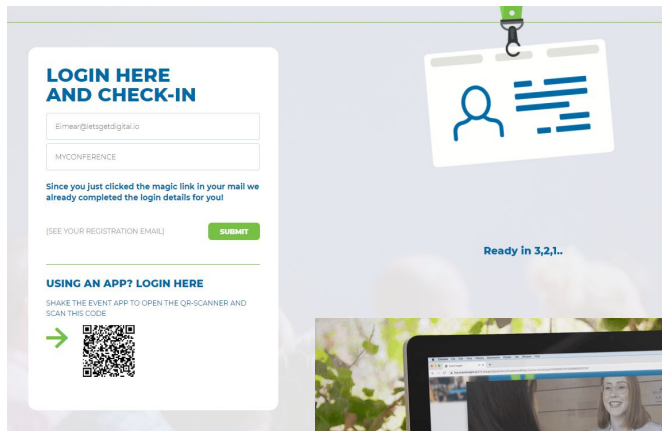 LOGIN HERE
AND CHECK-IN
Eimear@letsgetdigital.io
MYCONFERENCE
Since you just clicked the magic link in your mail we
already completed the login details for you!
[SEE YOUR REGISTRATION EMAIL]
SUBMIT
USING AN APP? LOGIN HERE
SHAKE THE EVENT APP TO OPEN THE QR-SCANNER AND
SCAN THIS CODE
Ready in 3,2,1..